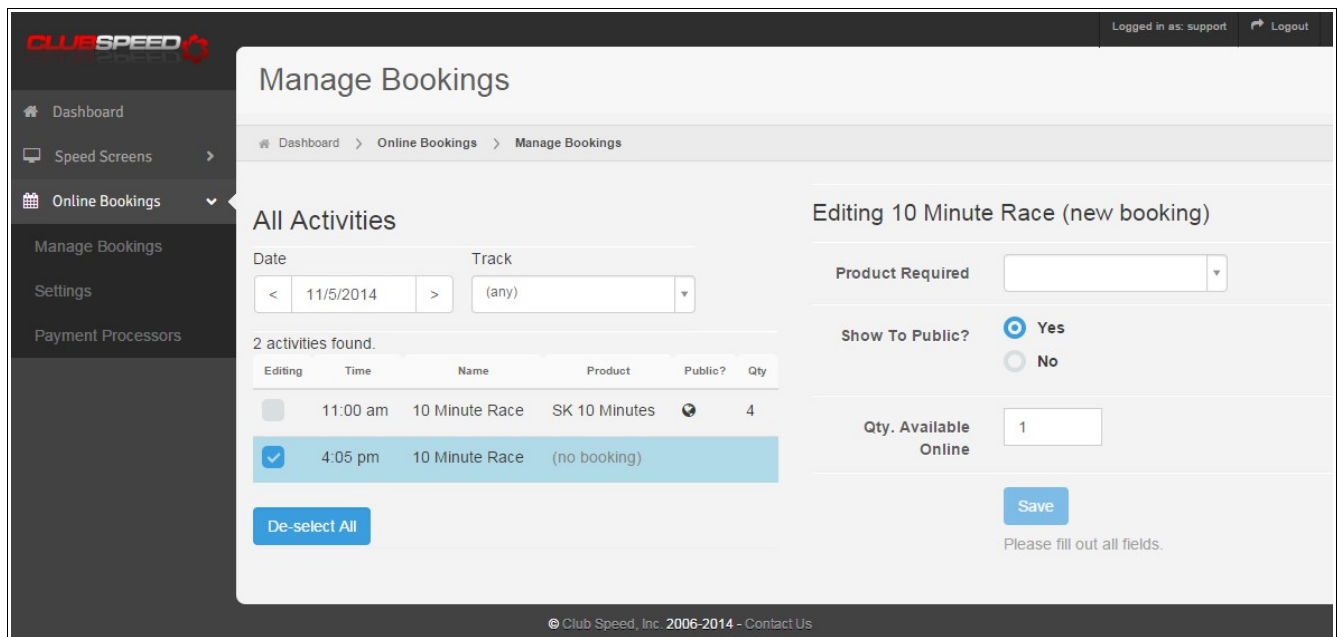 Logged in as: support Logout
CLUBSPEED
Manage Bookings
Dashboard
Dashboard > Online Bookings > Manage Bookings
Speed Screens >
Online Bookings
Manage Bookings
Settings
Payment Processors
All Activities
Date Track
< 11/5/2014 > (any)
2 activities found.
Editing Time Name Product Public? Qty
11:00 am 10 Minute Race SK 10 Minutes 4
4:05 pm 10 Minute Race (no booking)
De-select All
Editing 10 Minute Race (new booking)
Product Required
Show To Public? Yes
No
Qty. Available
Online
1
Save
Please fill out all fields.
© Club Speed, Inc. 2006-2014 - Contact Us